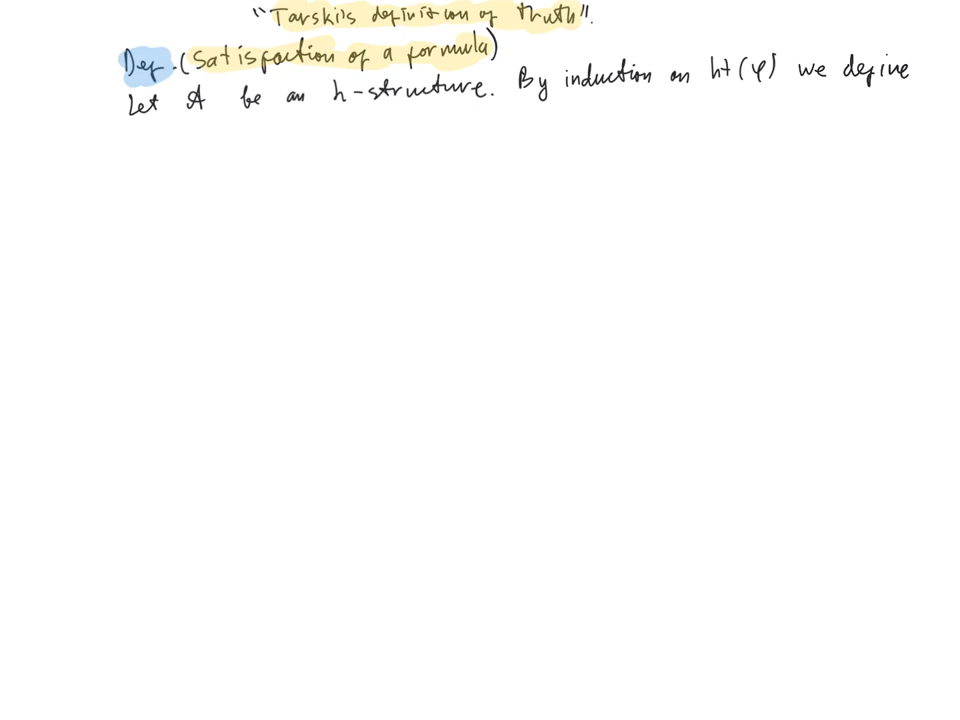 "Tarski's definition of truth".
Def. (Satisfaction of a formula)
Let A be an h-structure. By induction on ht(φ) we define